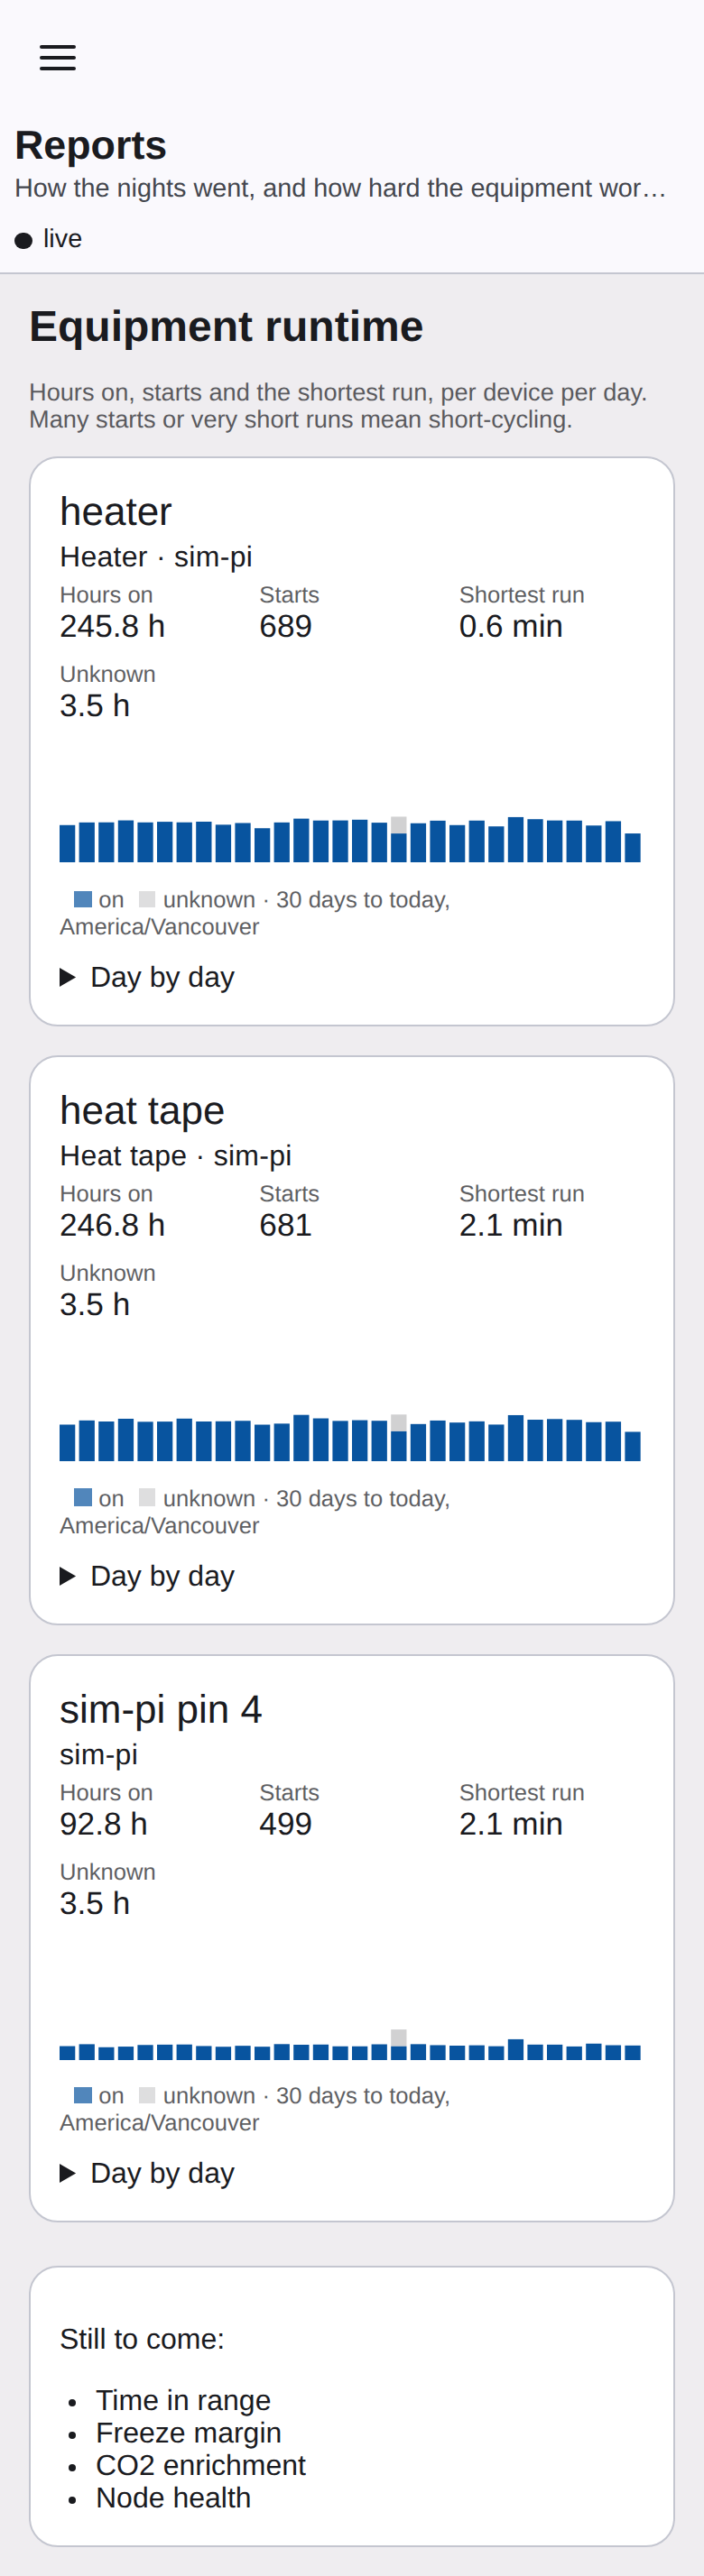 Reports
How the nights went, and how hard the equipment wor…
live
Equipment runtime
Hours on, starts and the shortest run, per device per day.
Many starts or very short runs mean short-cycling.
heater
Heater · sim-pi
Hours on Starts Shortest run
245.8 h 689 0.6 min
Unknown
3.5 h
on unknown · 30 days to today,
America/Vancouver
Day by day
heat tape
Heat tape · sim-pi
Hours on Starts Shortest run
246.8 h 681 2.1 min
Unknown
3.5 h
on unknown · 30 days to today,
America/Vancouver
Day by day
sim-pi pin 4
sim-pi
Hours on Starts Shortest run
92.8 h 499 2.1 min
Unknown
3.5 h
on unknown · 30 days to today,
America/Vancouver
Day by day
Still to come:
• Time in range
• Freeze margin
• CO2 enrichment
• Node health